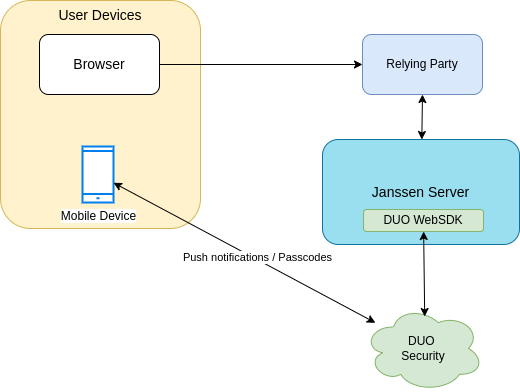 User Devices
Browser
Relying Party
Janssen Server
DUO WebSDK
Mobile Device
Push notifications / Passcodes
DUO
Security